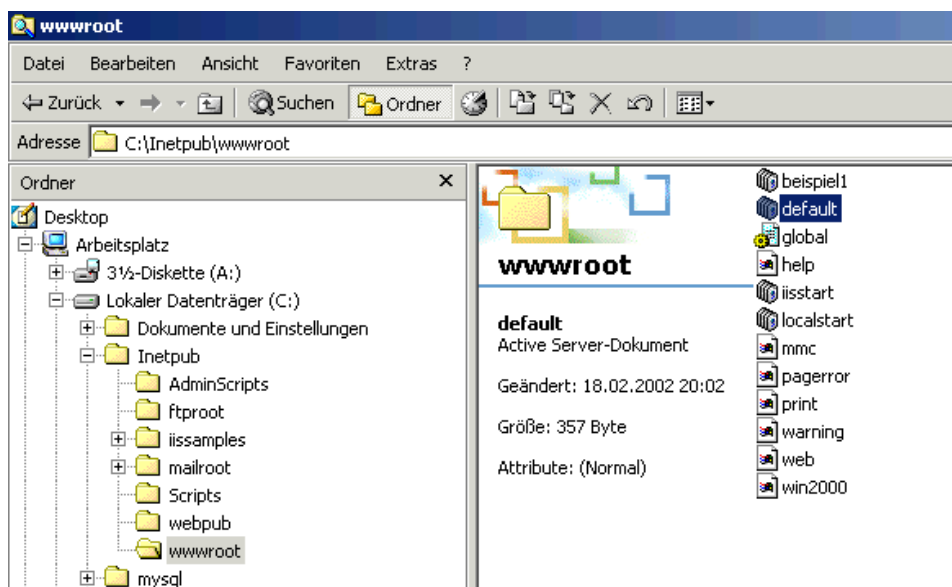 wwwroot
Datei Bearbeiten Ansicht Favoriten Extras ?
Zurück Suchen Ordner
Adresse C:\Inetpub\wwwroot
Ordner
Desktop
Arbeitsplatz
3½-Diskette (A:)
Lokaler Datenträger (C:)
Dokumente und Einstellungen
Inetpub
AdminScripts
ftproot
iissamples
mailroot
Scripts
webpub
wwwroot
mysql
wwwroot
default
Active Server-Dokument
Geändert: 18.02.2002 20:02
Größe: 357 Byte
Attribute: (Normal)
beispiel1
default
global
help
iisstart
localstart
mmc
pagerror
print
warning
web
win2000